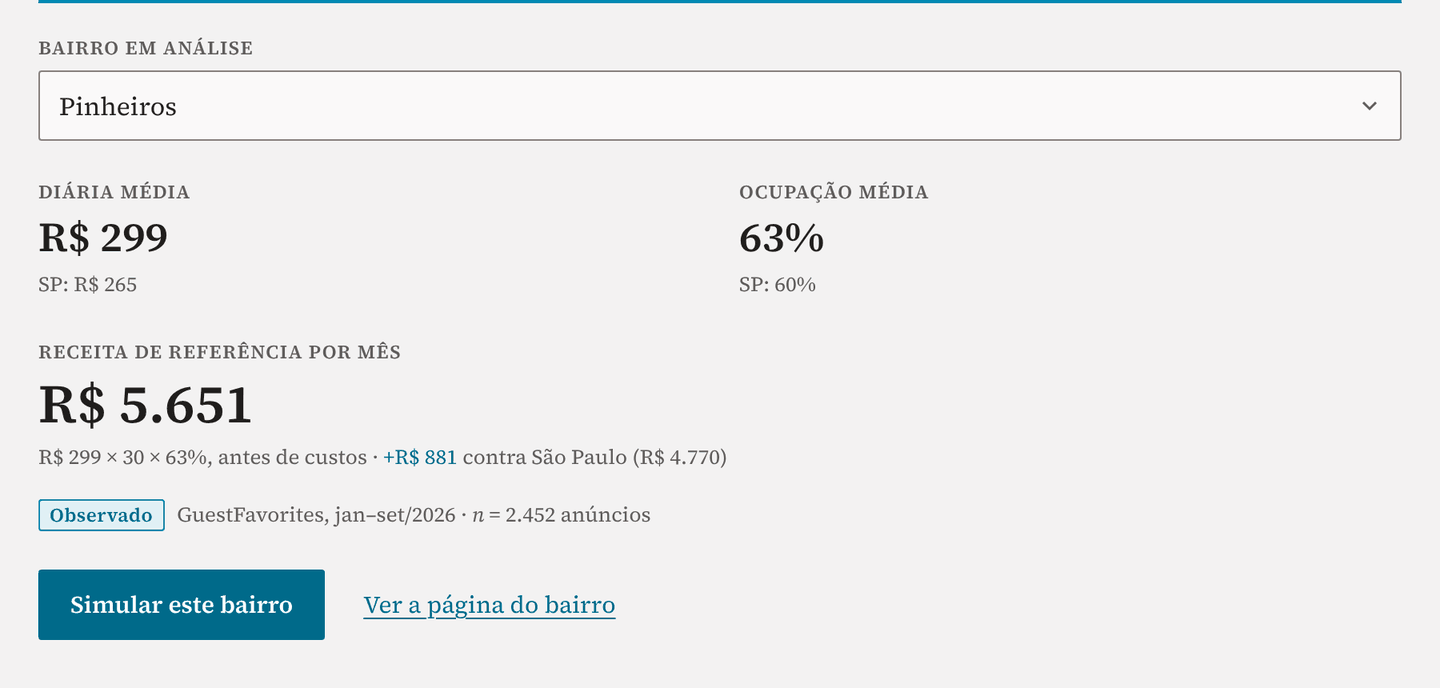 BAIRRO EM ANÁLISE
Pinheiros
DIÁRIA MÉDIA
R$ 299
SP: R$ 265
OCUPAÇÃO MÉDIA
63%
SP: 60%
RECEITA DE REFERÊNCIA POR MÊS
R$ 5.651
R$ 299 × 30 × 63%, antes de custos · +R$ 881 contra São Paulo (R$ 4.770)
Observado GuestFavorites, jan–set/2026 · n = 2.452 anúncios
Simular este bairro Ver a página do bairro